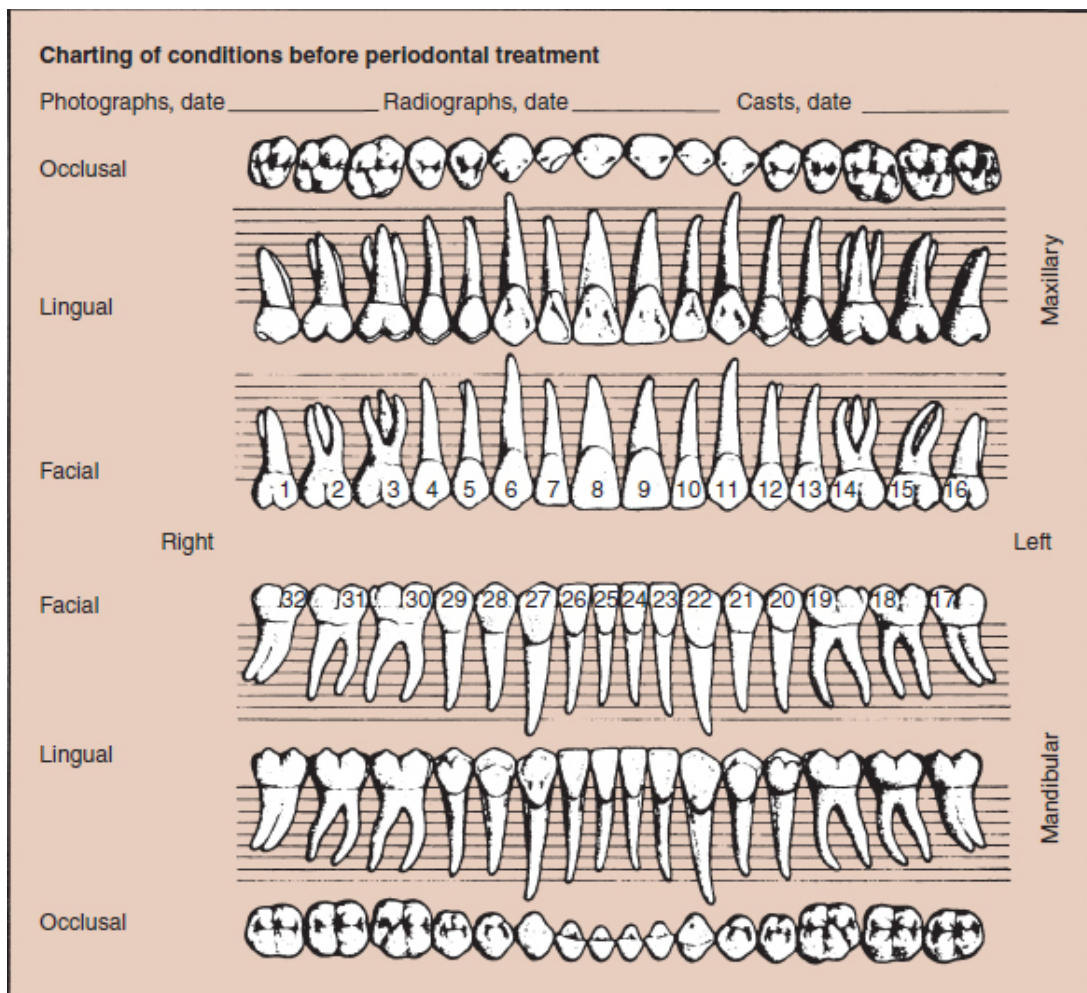 Charting of conditions before periodontal treatment
Photographs, date Radiographs, date Casts, date
Occlusal
Lingual
Maxillary
Facial
1 2 3 4 5 6 7 8 9 10 11 12 13 14 15 16
Right Left
Facial
32 31 30 29 28 27 26 25 24 23 22 21 20 19 18 17
Lingual
Mandibular
Occlusal